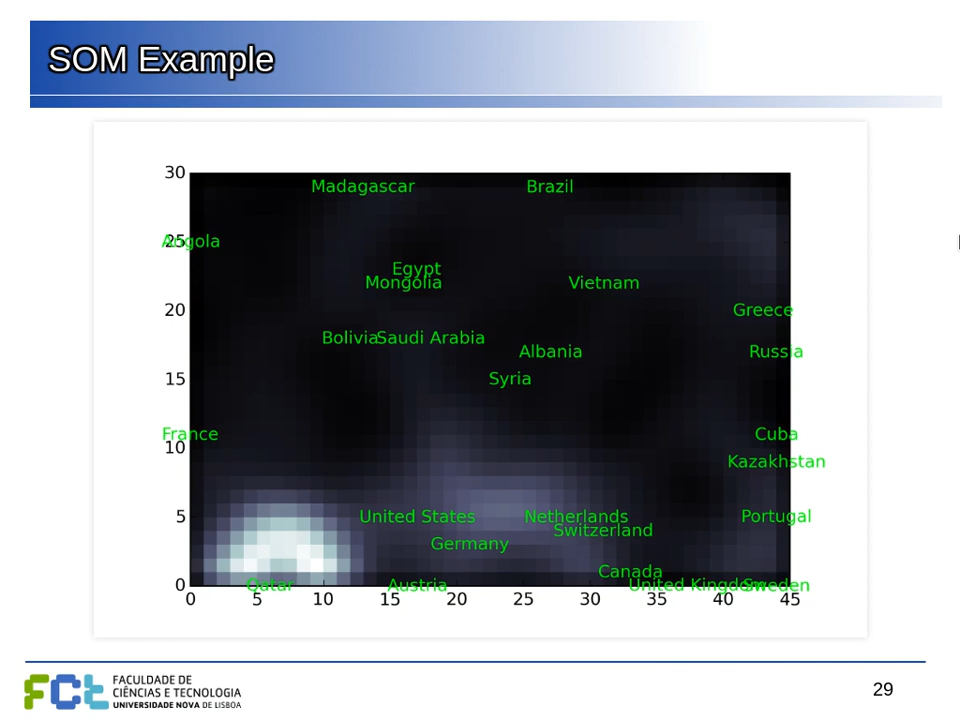 SOM Example
30
Madagascar Brazil
25
Angola
Egypt
Mongolia Vietnam
20
Greece
Bolivia Saudi Arabia
Albania Russia
15
Syria
France Cuba
10
Kazakhstan
5
United States Netherlands Portugal
Switzerland
Germany
Canada
0
Qatar Austria United Kingdom Sweden
0 5 10 15 20 25 30 35 40 45
FCT
FACULDADE DE
CIÊNCIAS E TECNOLOGIA
UNIVERSIDADE NOVA DE LISBOA
29